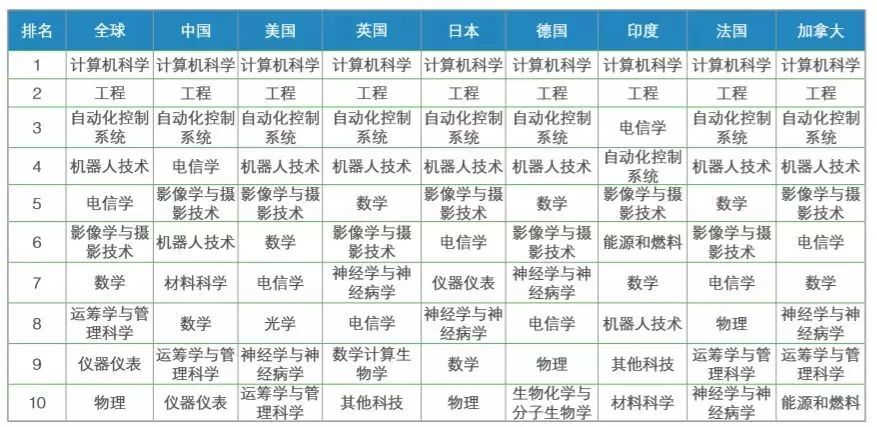 排名 全球 中国 美国 英国 日本 德国 印度 法国 加拿大
1 计算机科学 计算机科学 计算机科学 计算机科学 计算机科学 计算机科学 计算机科学 计算机科学 计算机科学
2 工程 工程 工程 工程 工程 工程 工程 工程 工程
3 自动化控制系统 自动化控制系统 自动化控制系统 自动化控制系统 自动化控制系统 自动化控制系统 电信学 自动化控制系统 自动化控制系统
4 机器人技术 电信学 机器人技术 机器人技术 机器人技术 机器人技术 自动化控制系统 机器人技术 机器人技术
5 电信学 影像学与摄影技术 影像学与摄影技术 数学 影像学与摄影技术 数学 影像学与摄影技术 数学 影像学与摄影技术
6 影像学与摄影技术 机器人技术 数学 影像学与摄影技术 电信学 影像学与摄影技术 能源和燃料 影像学与摄影技术 电信学
7 数学 材料科学 电信学 神经学与神经病学 仪器仪表 神经学与神经病学 数学 电信学 数学
8 运筹学与管理科学 数学 光学 电信学 神经学与神经病学 电信学 机器人技术 物理 神经学与神经病学
9 仪器仪表 运筹学与管理科学 神经学与神经病学 数学计算生物学 数学 物理 其他科技 运筹学与管理科学 运筹学与管理科学
10 物理 仪器仪表 运筹学与管理科学 其他科技 物理 生物化学与分子生物学 材料科学 神经学与神经病学 能源和燃料